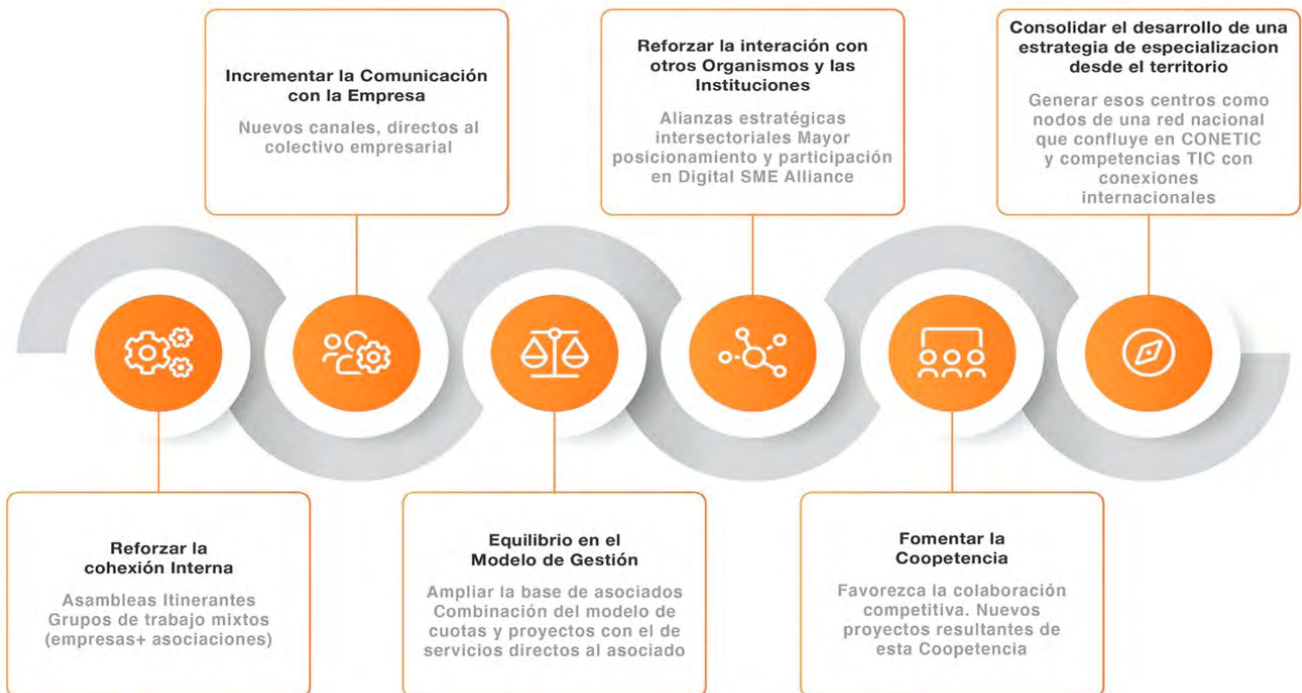 Incrementar la Comunicación
con la Empresa
Nuevos canales, directos al
colectivo empresarial
Reforzar la interación con
otros Organismos y las
Instituciones
Alianzas estratégicas
intersectoriales Mayor
posicionamiento y participación
en Digital SME Alliance
Consolidar el desarrollo de una
estrategia de especializacion
desde el territorio
Generar esos centros como
nodos de una red nacional
que confluye en CONETIC
y competencias TIC con
conexiones
internacionales
Reforzar la
cohexión Interna
Asambleas Itinerantes
Grupos de trabajo mixtos
(empresas+ asociaciones)
Equilibrio en el
Modelo de Gestión
Ampliar la base de asociados
Combinación del modelo de
cuotas y proyectos con el de
servicios directos al asociado
Fomentar la
Coopetencia
Favorezca la colaboración
competitiva. Nuevos
proyectos resultantes de
esta Coopetencia